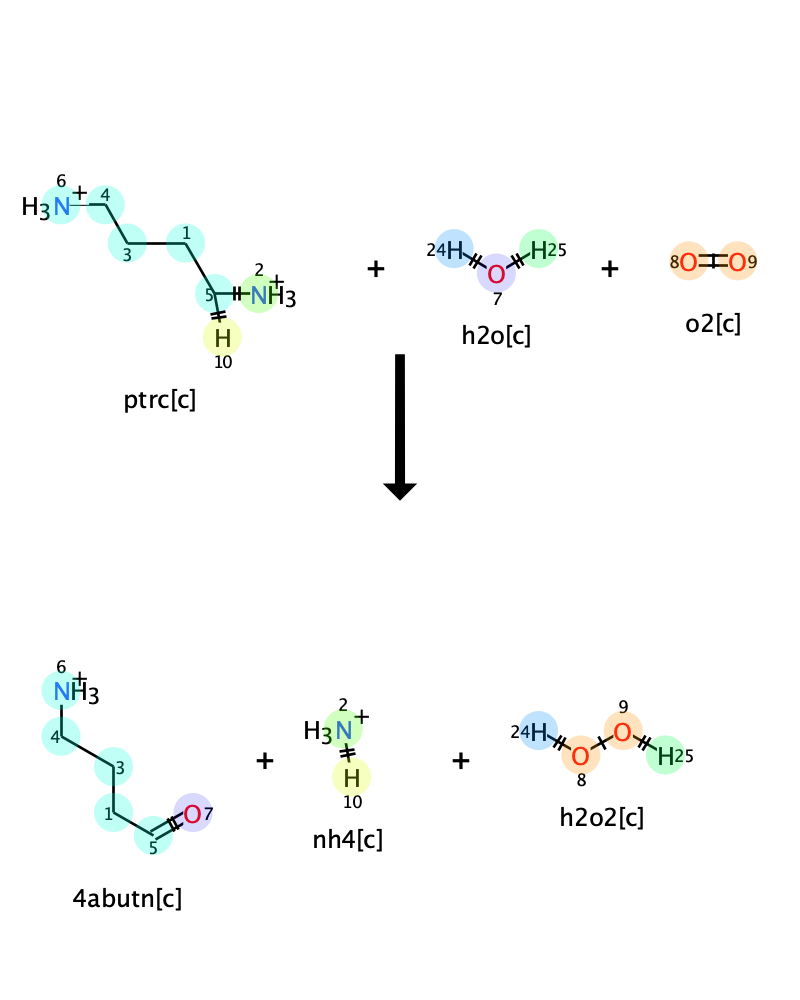 6
H3N+
4
3
1
5
2
NH3+
H
10
ptrc[c]
+
24H
O
7
H25
h2o[c]
+
8O
O9
o2[c]
6
NH3+
4
3
1
5
O7
4abutn[c]
+
2
H3N+
H
10
nh4[c]
+
24H
O
8
9
O
H25
h2o2[c]